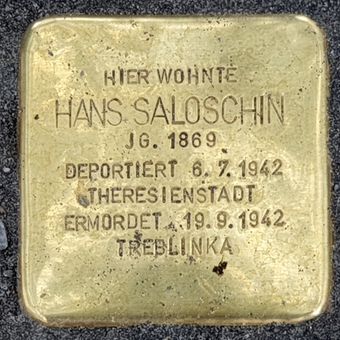 HIER WOHNTE
HANS SALOSCHIN
JG. 1869
DEPORTIERT 6.7.1942
THERESIENSTADT
ERMORDET 19.9.1942
TREBLINKA